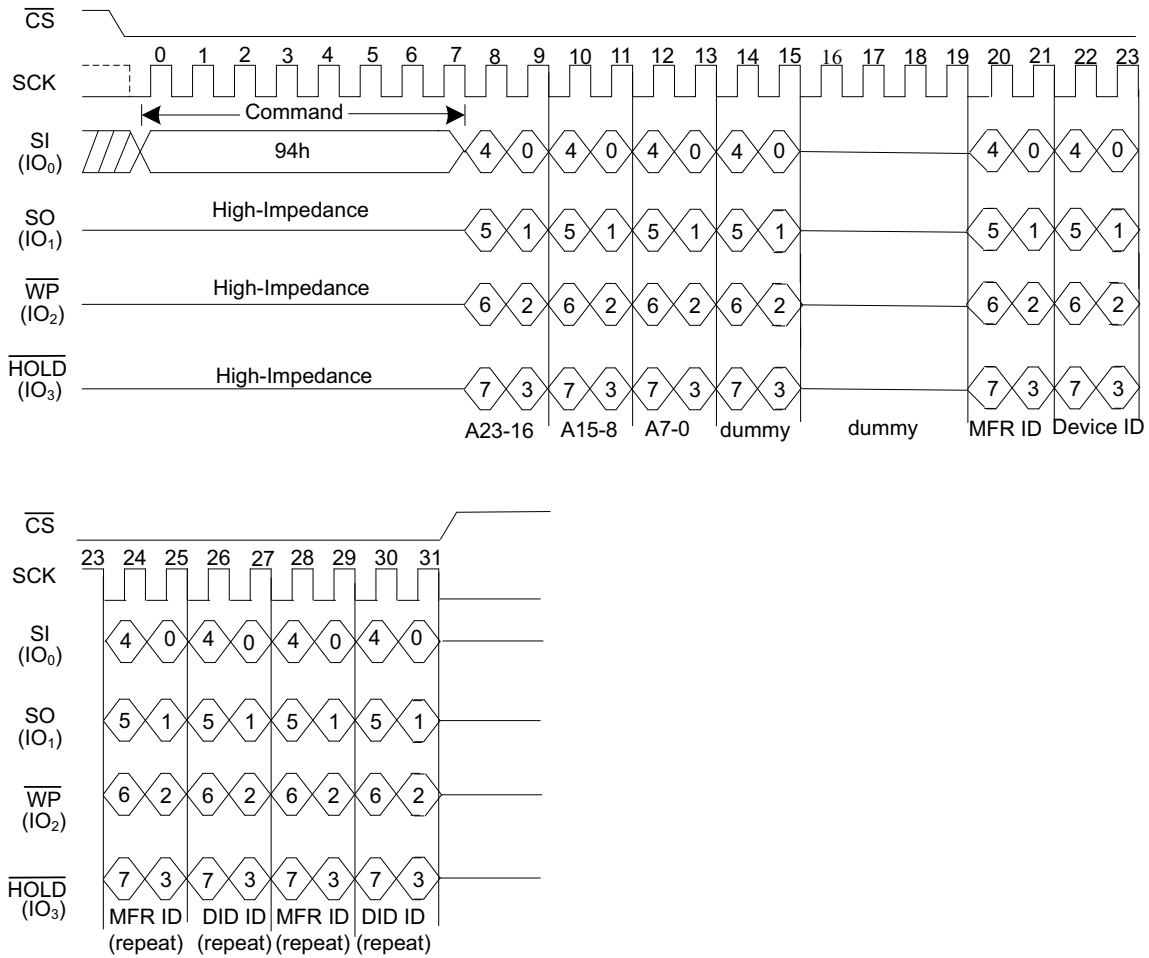 CS
0 1 2 3 4 5 6 7 8 9 10 11 12 13 14 15 16 17 18 19 20 21 22 23
SCK
Command
SI
(IO₀)
94h 4 0 4 0 4 0 4 0 4 0 4 0
High-Impedance
SO
(IO₁)
5 1 5 1 5 1 5 1 5 1 5 1
High-Impedance
WP
(IO₂)
6 2 6 2 6 2 6 2 6 2 6 2
High-Impedance
HOLD
(IO₃)
7 3 7 3 7 3 7 3 7 3 7 3
A23-16 A15-8 A7-0 dummy dummy MFR ID Device ID
CS
23 24 25 26 27 28 29 30 31
SCK
SI
(IO₀)
4 0 4 0 4 0 4 0
SO
(IO₁)
5 1 5 1 5 1 5 1
WP
(IO₂)
6 2 6 2 6 2 6 2
HOLD
(IO₃)
7 3 7 3 7 3 7 3
MFR ID DID ID MFR ID DID ID
(repeat) (repeat) (repeat) (repeat)